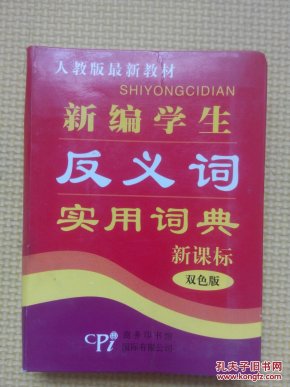 人教版最新教材
SHIYONGCIDIAN
新编学生
反义词
实用词典
新课标
双色版
CPi
商务印书馆
国际有限公司
孔夫子旧书网